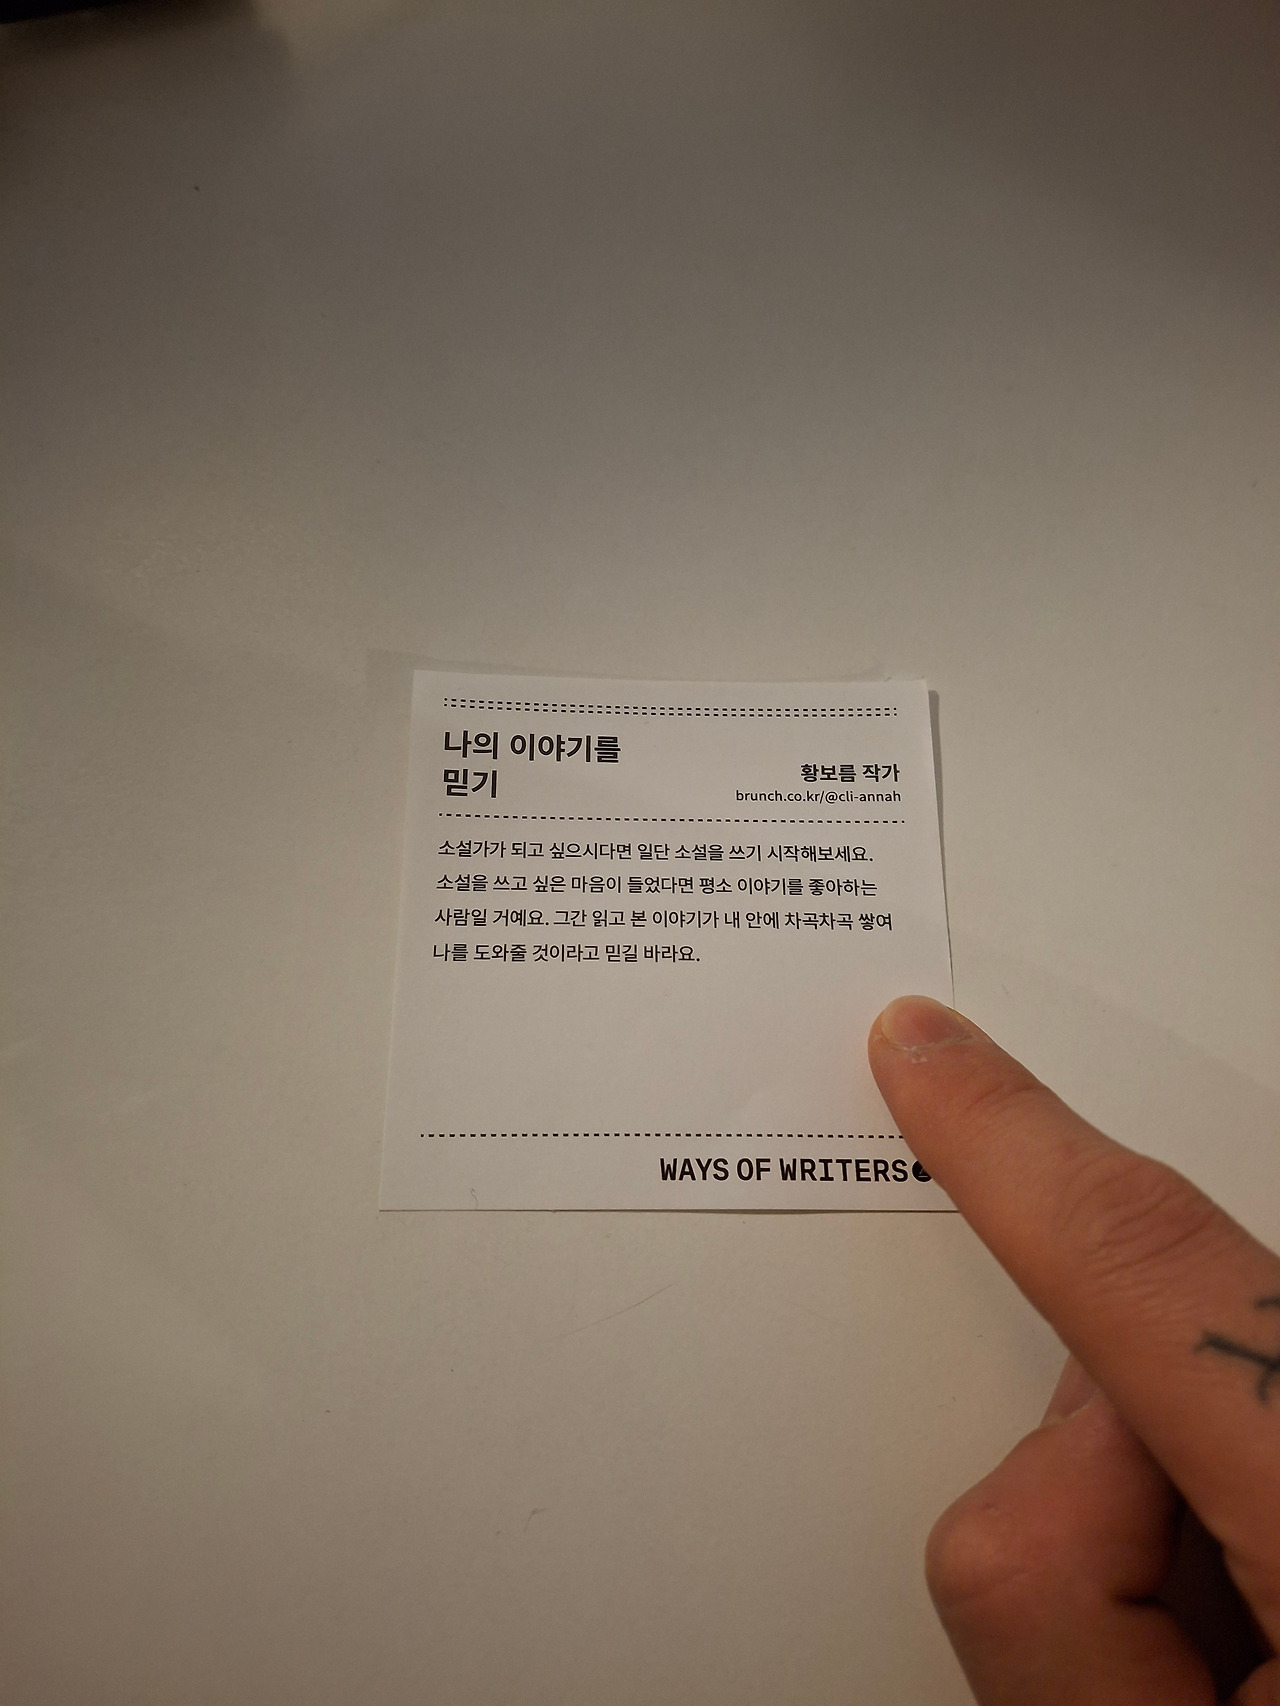 나의 이야기를
믿기
황보름 작가
brunch.co.kr/@cli-annah
소설가가 되고 싶으시다면 일단 소설을 쓰기 시작해보세요.
소설을 쓰고 싶은 마음이 들었다면 평소 이야기를 좋아하는
사람일 거예요. 그간 읽고 본 이야기가 내 안에 차곡차곡 쌓여
나를 도와줄 것이라고 믿길 바라요.
WAYS OF WRITERS